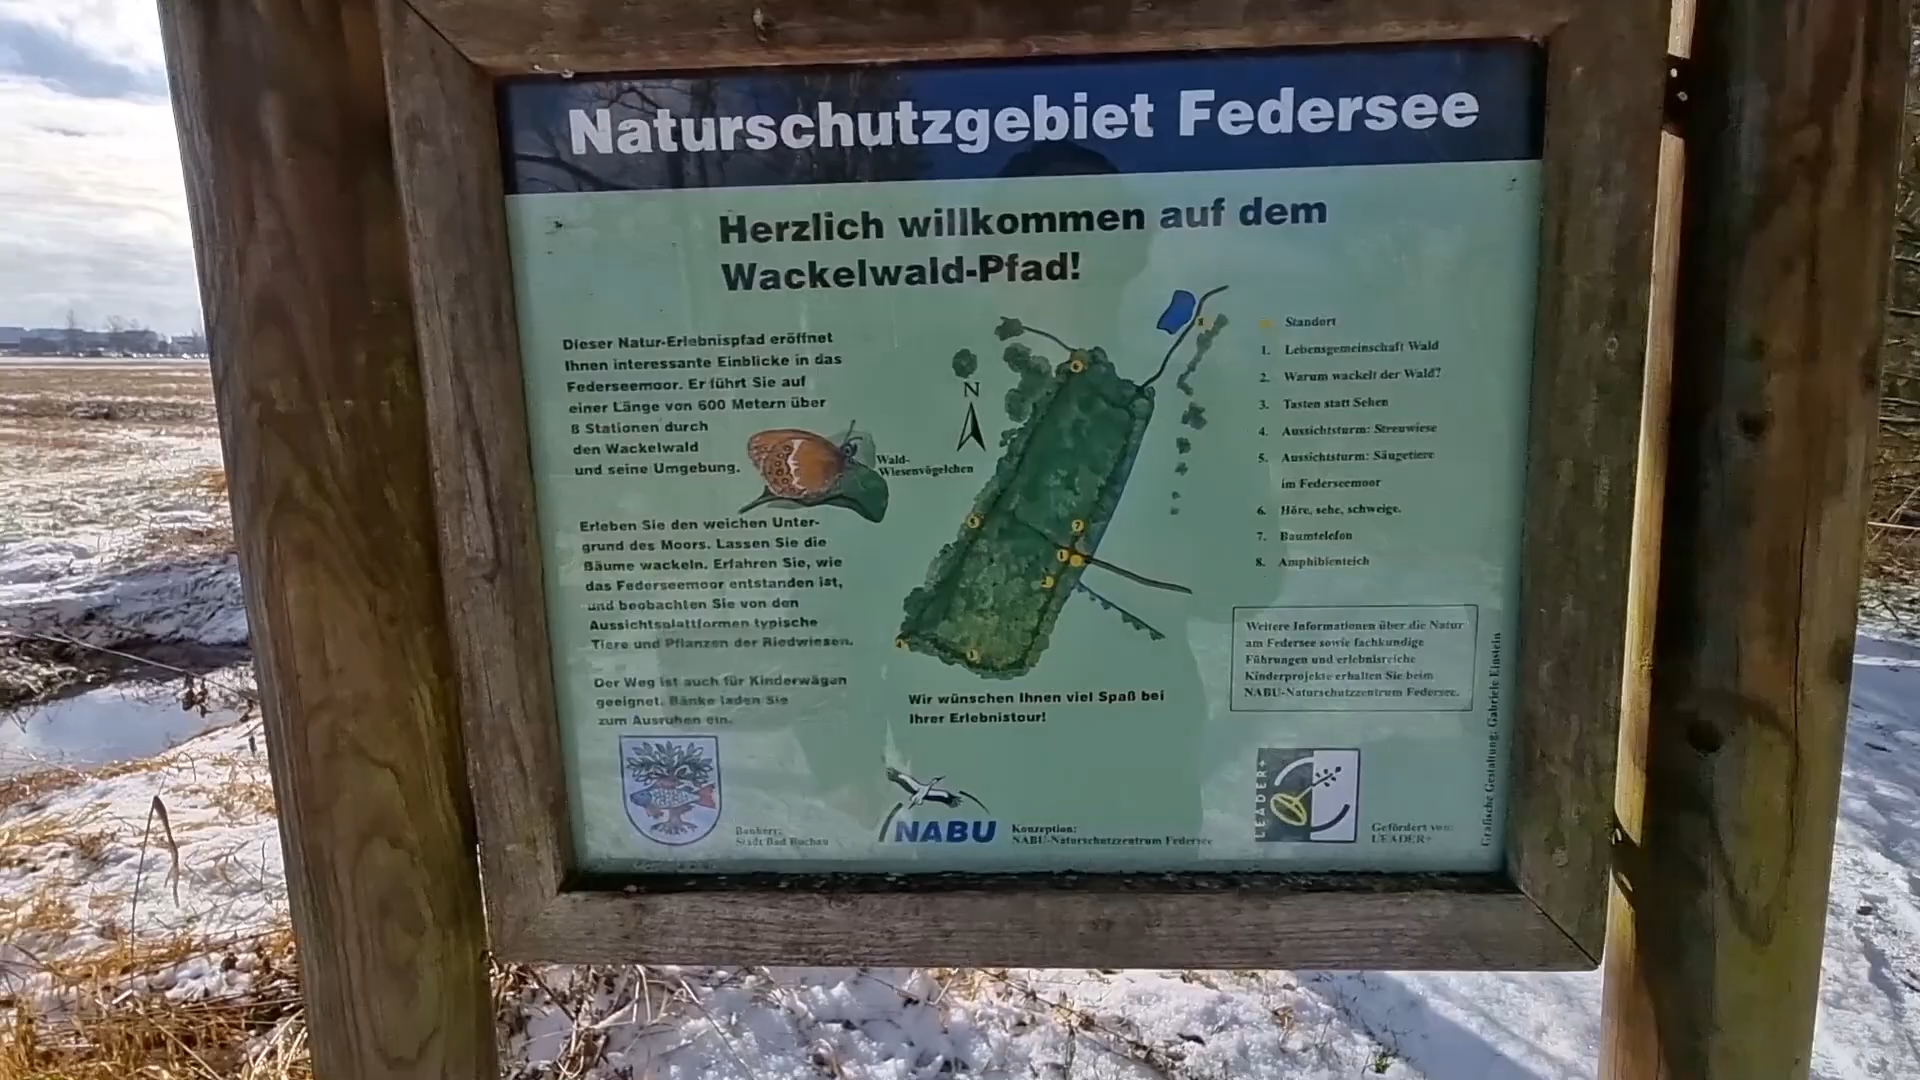 Naturschutzgebiet Federsee
Herzlich willkommen auf dem
Wackelwald-Pfad!
Dieser Natur-Erlebnispfad eröffnet
Ihnen interessante Einblicke in das
Federseemoor. Er führt Sie auf
einer Länge von 600 Metern über
8 Stationen durch
den Wackelwald
und seine Umgebung.
Wald-
Wiesenvögelchen
Erleben Sie den weichen Unter-
grund des Moors. Lassen Sie die
Bäume wackeln. Erfahren Sie, wie
das Federseemoor entstanden ist,
und beobachten Sie von den
Aussichtsplattformen typische
Tiere und Pflanzen der Riedwiesen.
Der Weg ist auch für Kinderwägen
geeignet. Bänke laden Sie
zum Ausruhen ein.
N
Standort
1. Lebensgemeinschaft Wald
2. Warum wackelt der Wald?
3. Tasten statt Sehen
4. Aussichtsturm: Streuwiese
5. Aussichtsturm: Säugetiere
im Federseemoor
6. Höre, sehe, schweige.
7. Baumtelefon
8. Amphibienteich
Weitere Informationen über die Natur
am Federsee sowie fachkundige
Führungen und erlebnisreiche
Kinderprojekte erhalten Sie beim
NABU-Naturschutzzentrum Federsee.
Wir wünschen Ihnen viel Spaß bei
Ihrer Erlebnistour!
Bauherr:
Stadt Bad Buchau
NABU
Konzeption:
NABU-Naturschutzzentrum Federsee
LEADER+
Gefördert von:
LEADER+
Grafische Gestaltung: Gabriele Einstein